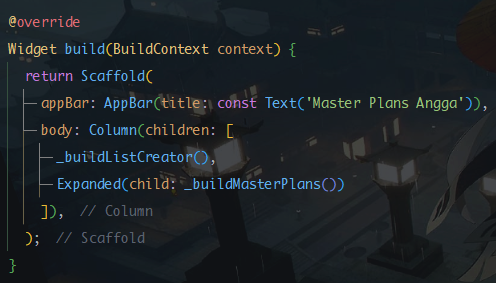 @override
Widget build(BuildContext context) {
return Scaffold(
appBar: AppBar(title: const Text('Master Plans Angga')),
body: Column(children: [
_buildListCreator(),
Expanded(child: _buildMasterPlans())
]), // Column
); // Scaffold
}